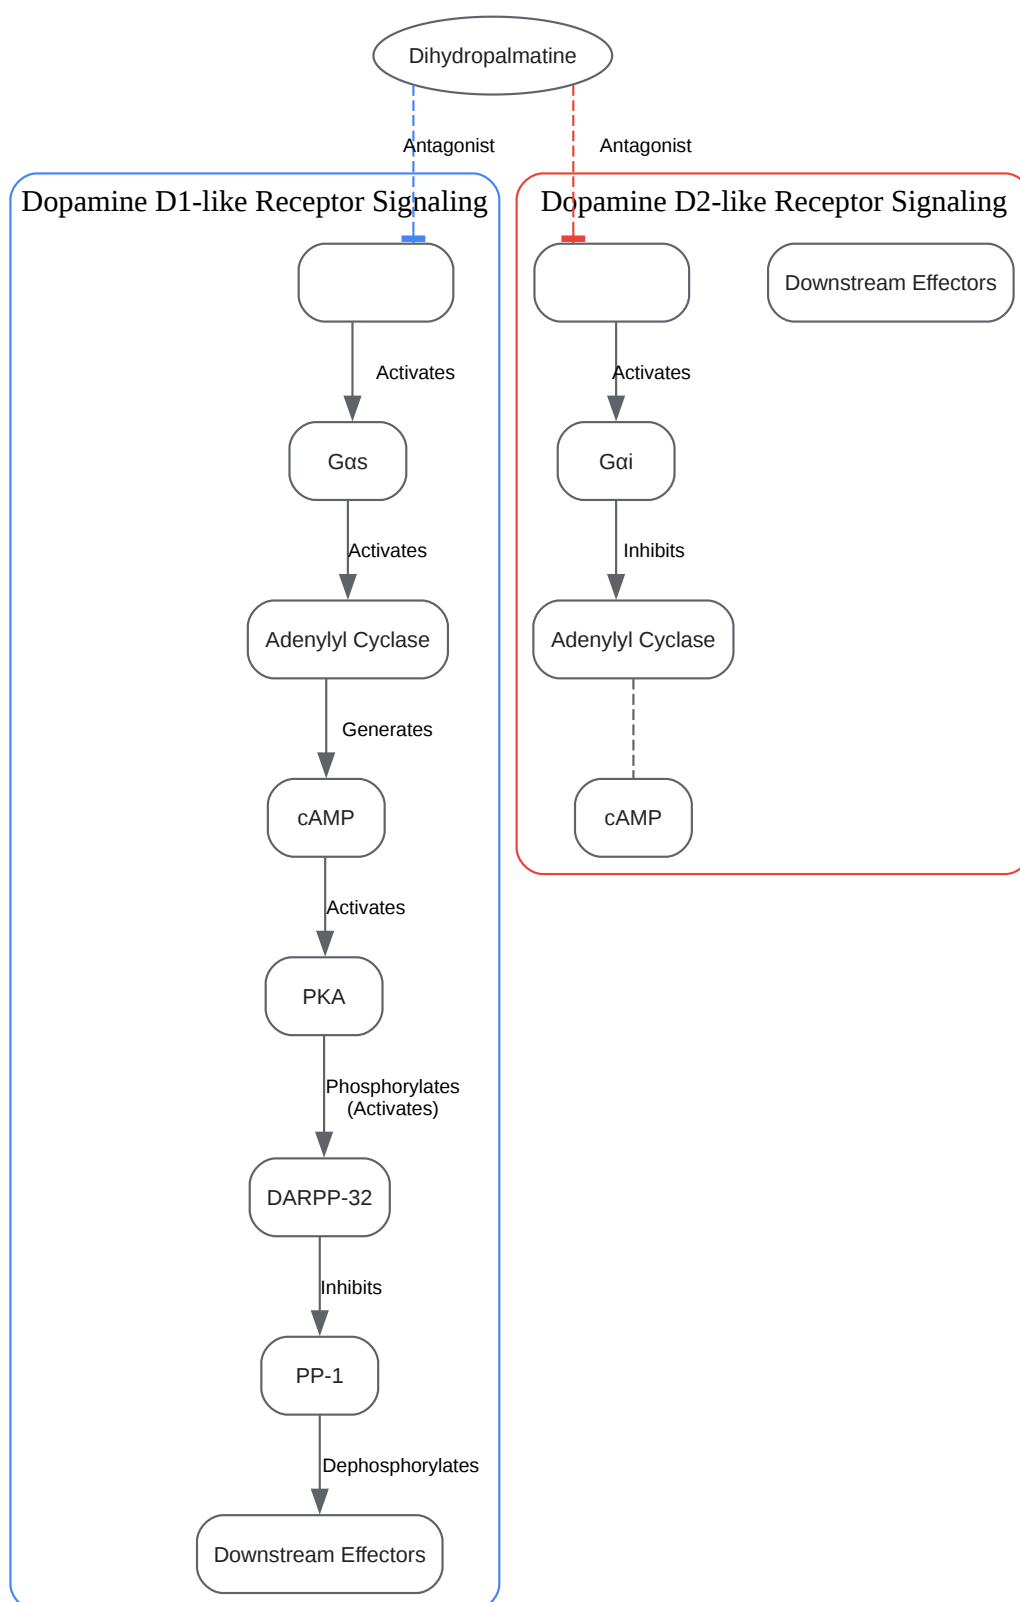 Dihydropalmatine
Antagonist
Antagonist
Dopamine D1-like Receptor Signaling
Dopamine D2-like Receptor Signaling
Downstream Effectors
Activates
Activates
Gαs
Gαi
Activates
Inhibits
Adenylyl Cyclase
Adenylyl Cyclase
Generates
cAMP
cAMP
Activates
PKA
Phosphorylates
(Activates)
DARPP-32
Inhibits
PP-1
Dephosphorylates
Downstream Effectors